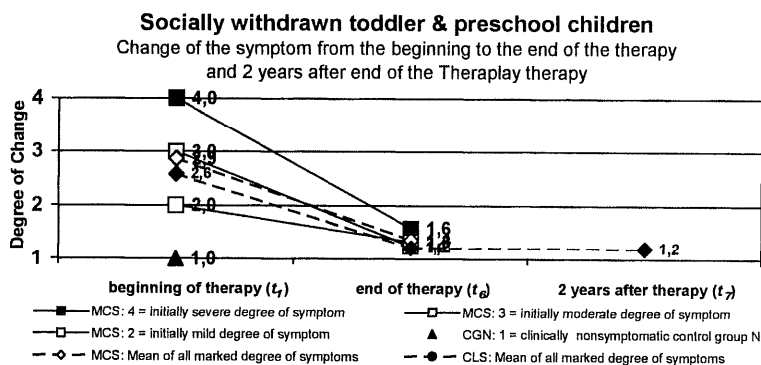 Socially withdrawn toddler & preschool children
Change of the symptom from the beginning to the end of the therapy
and 2 years after end of the Theraplay therapy
Degree of Change
4
3
2
1
4,0
3,0
2,6
2,0
1,0
1,6
1,2
beginning of therapy (t1)
end of therapy (t6)
2 years after therapy (t7)
MCS: 4 = initially severe degree of symptom
MCS: 3 = initially moderate degree of symptom
MCS: 2 = initially mild degree of symptom
CGN: 1 = clinically nonsymptomatic control group N
MCS: Mean of all marked degree of symptoms
CLS: Mean of all marked degree of symptoms